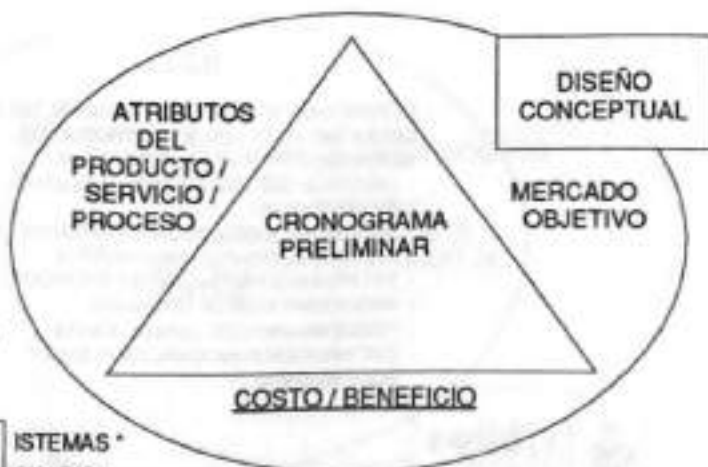 DISEÑO
CONCEPTUAL
ATRIBUTOS
DEL
PRODUCTO /
SERVICIO /
PROCESO
CRONOGRAMA
PRELIMINAR
MERCADO
OBJETIVO
COSTO / BENEFICIO
ISTEMAS *